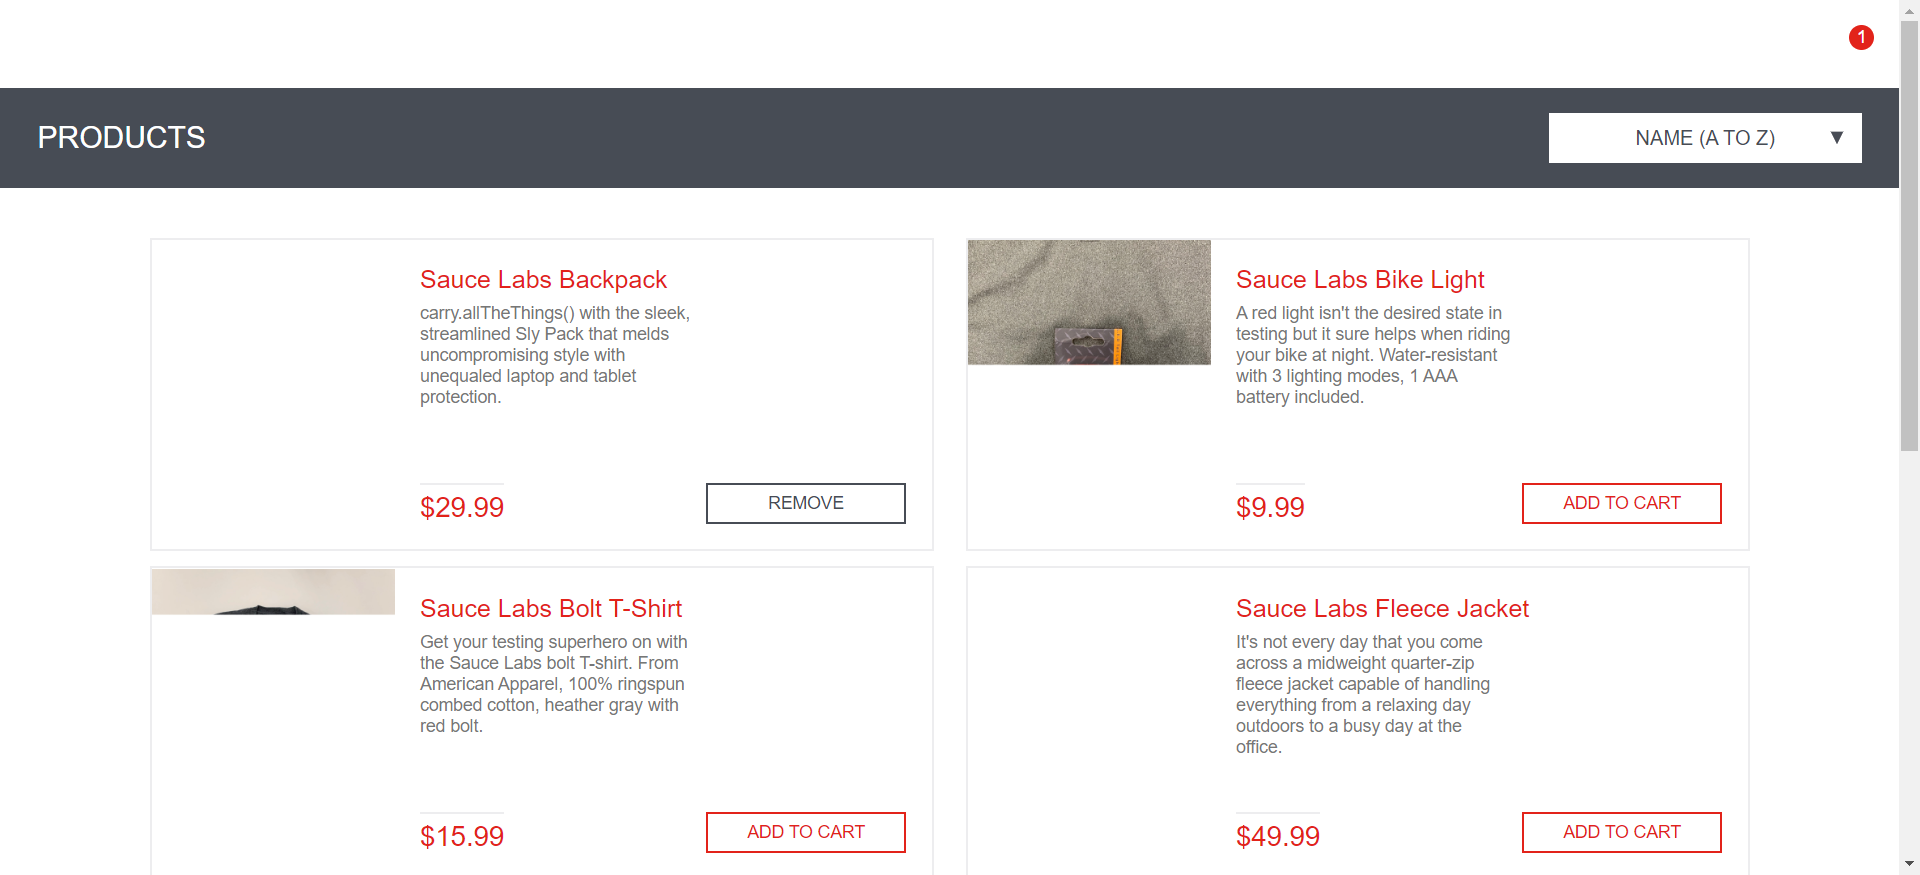 1
PRODUCTS
NAME (A TO Z) ▼
Sauce Labs Backpack
carry.allTheThings() with the sleek,
streamlined Sly Pack that melds
uncompromising style with
unequaled laptop and tablet
protection.
$29.99
REMOVE
Sauce Labs Bike Light
A red light isn't the desired state in
testing but it sure helps when riding
your bike at night. Water-resistant
with 3 lighting modes, 1 AAA
battery included.
$9.99
ADD TO CART
Sauce Labs Bolt T-Shirt
Get your testing superhero on with
the Sauce Labs bolt T-shirt. From
American Apparel, 100% ringspun
combed cotton, heather gray with
red bolt.
$15.99
ADD TO CART
Sauce Labs Fleece Jacket
It's not every day that you come
across a midweight quarter-zip
fleece jacket capable of handling
everything from a relaxing day
outdoors to a busy day at the
office.
$49.99
ADD TO CART